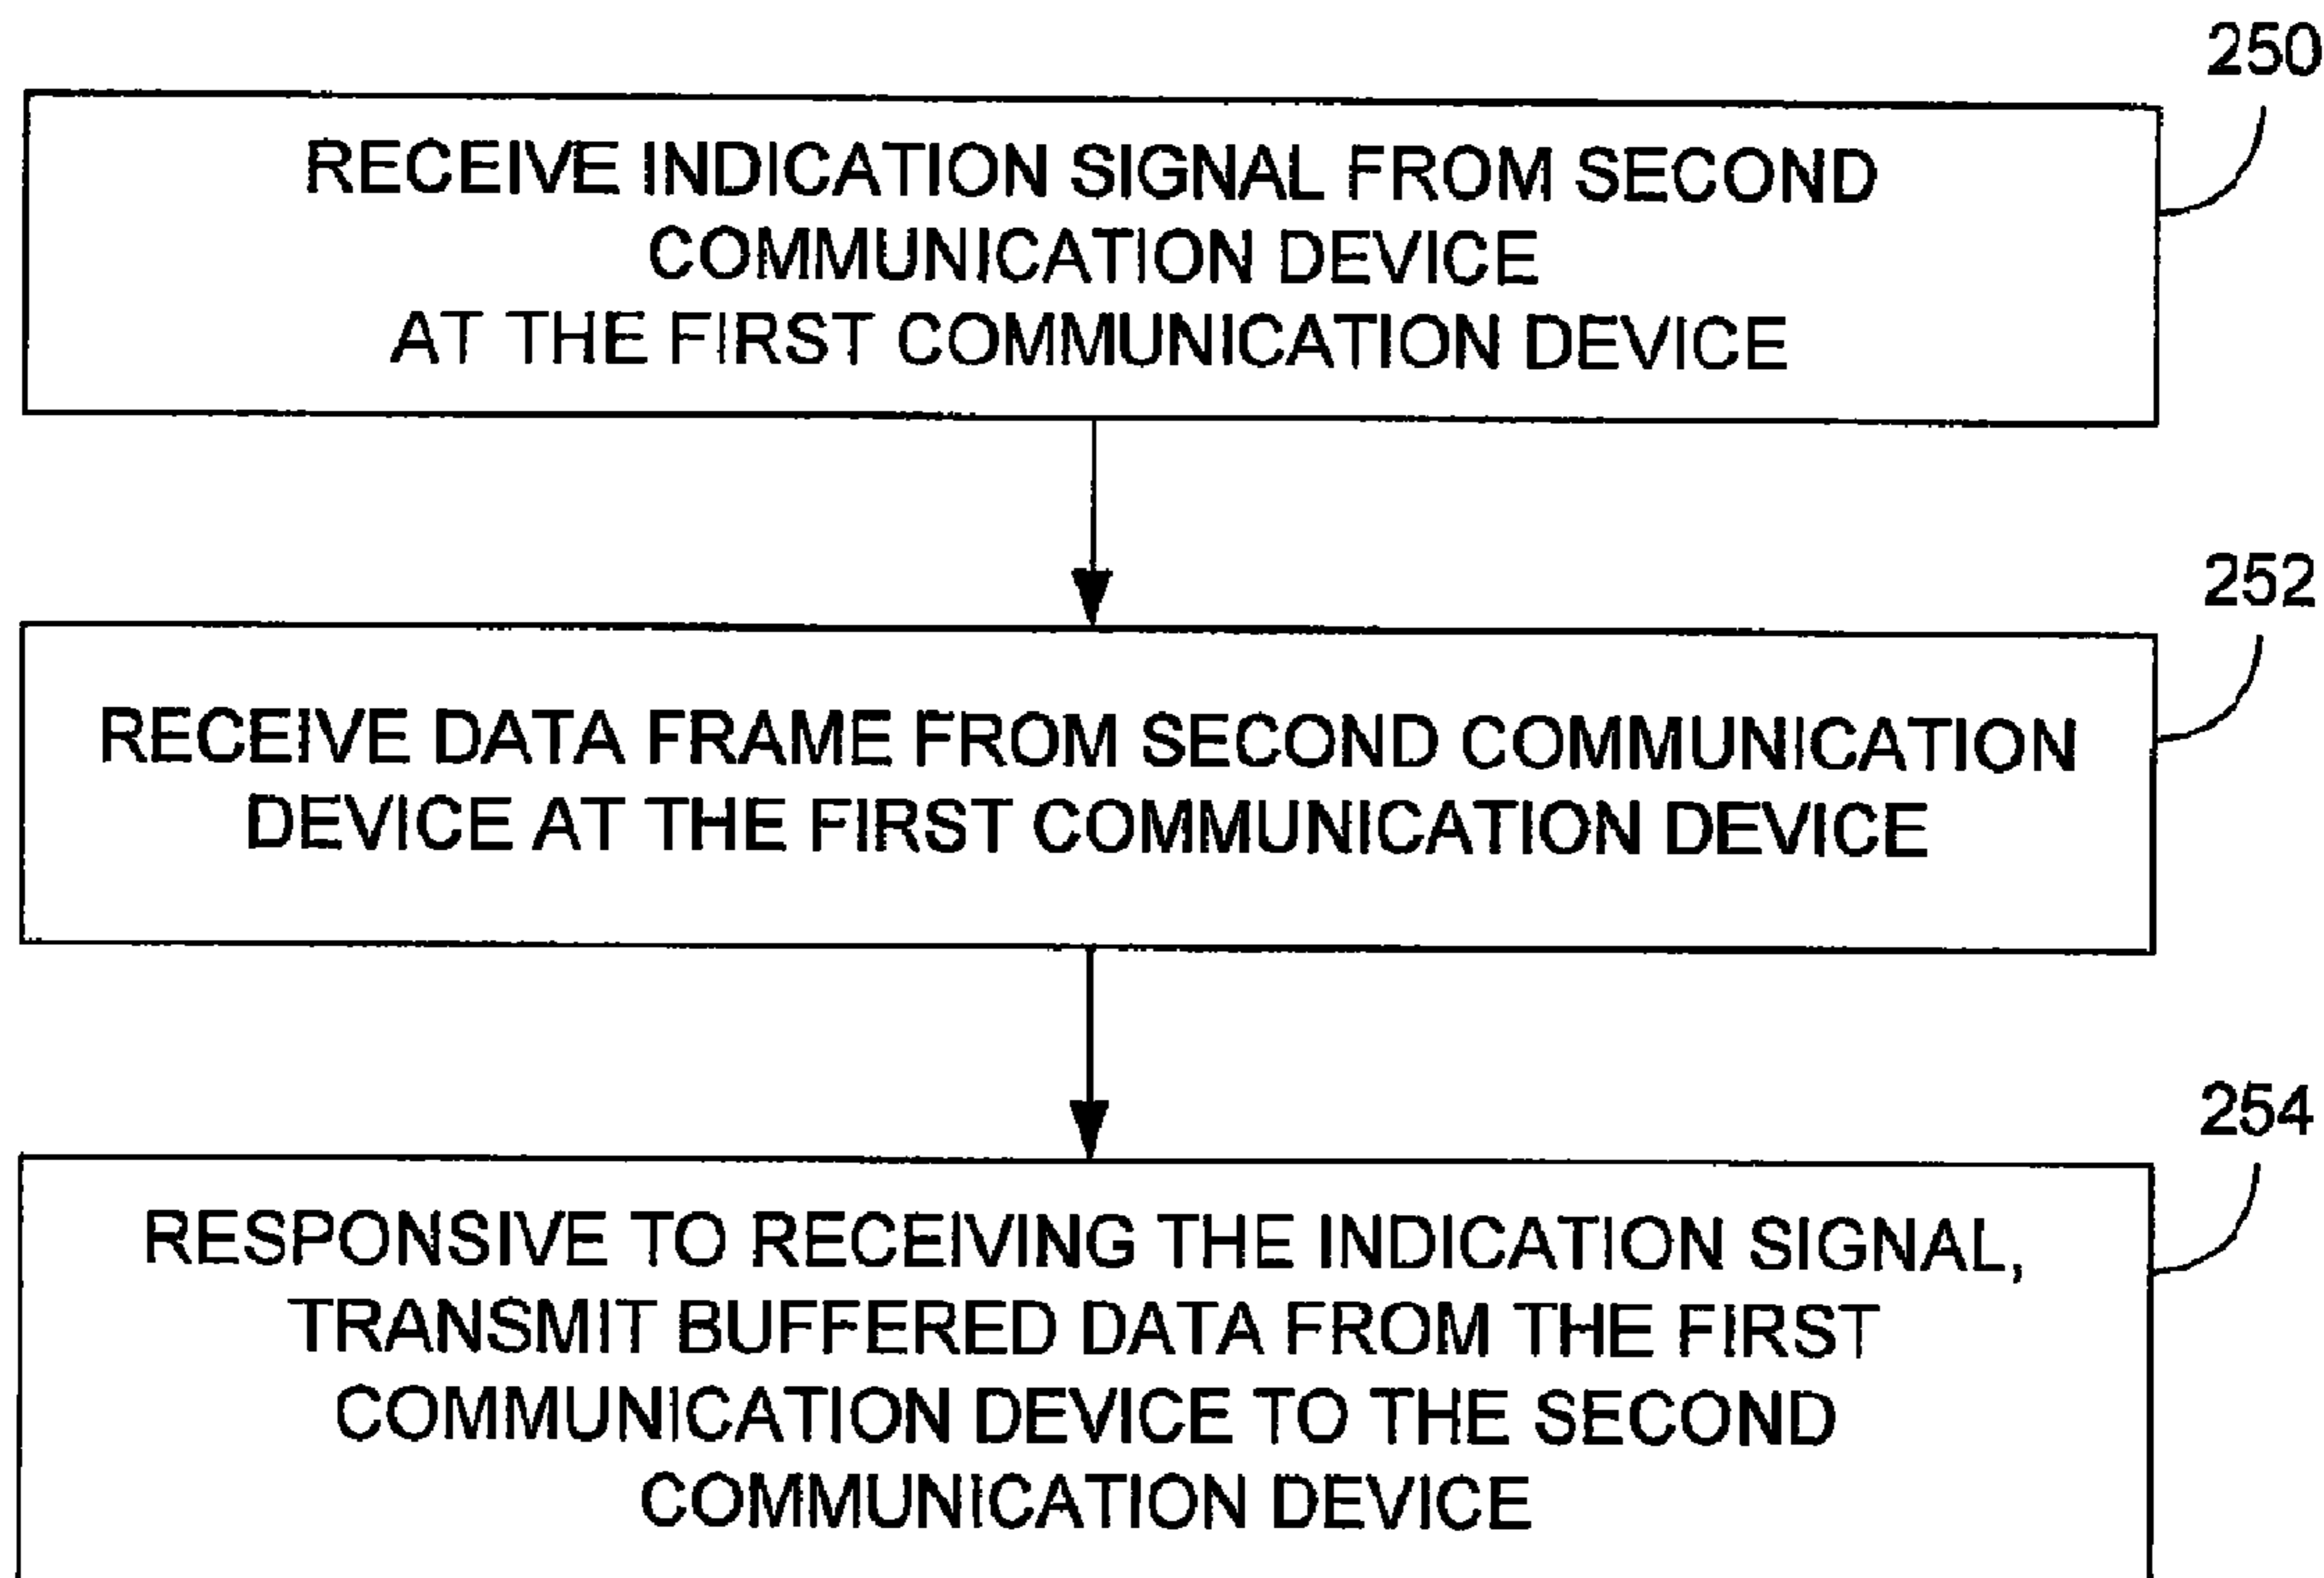 250
RECEIVE INDICATION SIGNAL FROM SECOND
COMMUNICATION DEVICE
AT THE FIRST COMMUNICATION DEVICE
252
RECEIVE DATA FRAME FROM SECOND COMMUNICATION
DEVICE AT THE FIRST COMMUNICATION DEVICE
254
RESPONSIVE TO RECEIVING THE INDICATION SIGNAL,
TRANSMIT BUFFERED DATA FROM THE FIRST
COMMUNICATION DEVICE TO THE SECOND
COMMUNICATION DEVICE